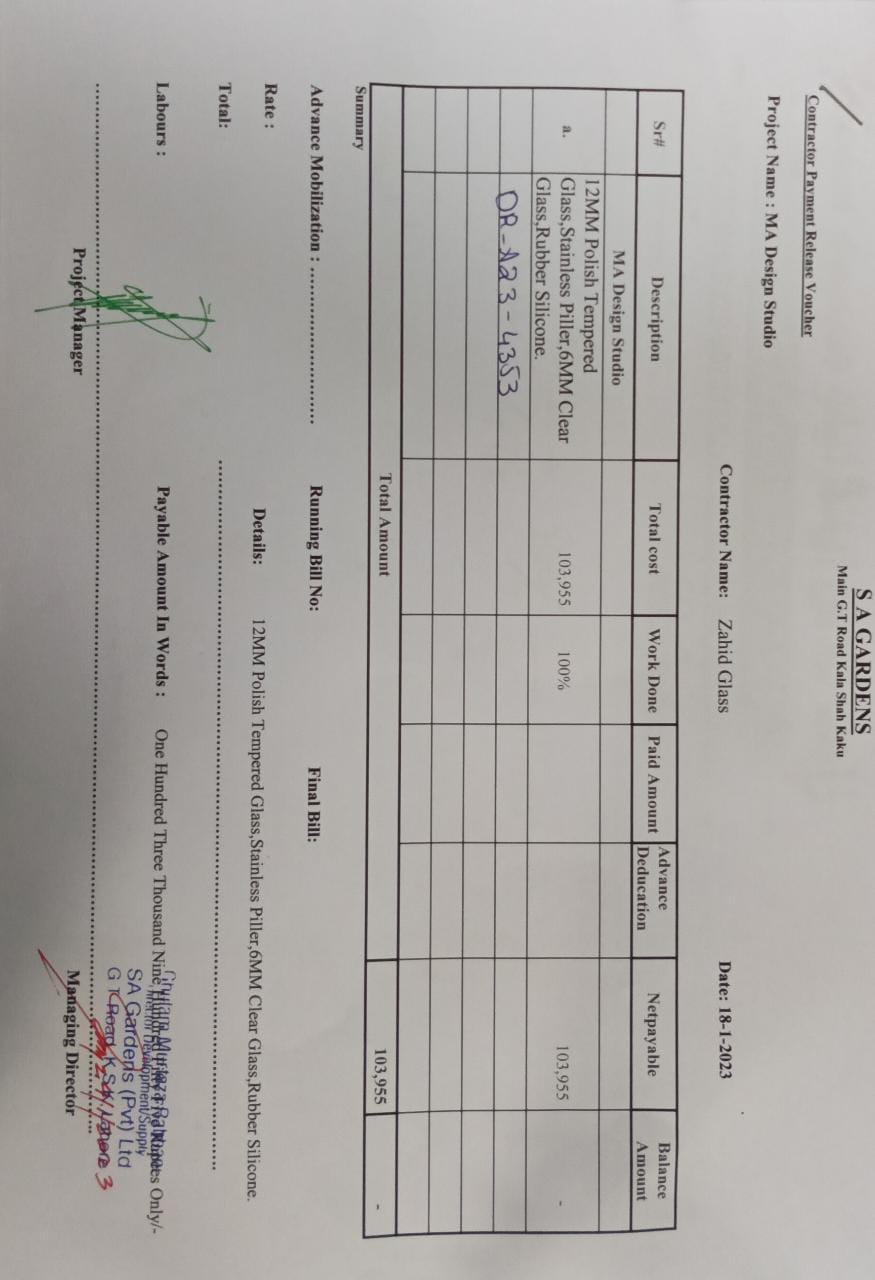 S A GARDENS
Main G.T Road Kala Shah Kaku
Contractor Payment Release Voucher
Project Name : MA Design Studio
Contractor Name: Zahid Glass Date: 18-1-2023
Sr# Description Total cost Work Done Paid Amount Advance Deducation Netpayable Balance Amount
MA Design Studio
a. 12MM Polish Tempered Glass,Stainless Piller,6MM Clear Glass,Rubber Silicone. 103,955 100% 103,955 -
OR-A23-4353
Total Amount 103,955 -
Summary
Advance Mobilization : ........................ Running Bill No: Final Bill:
Rate : Details: 12MM Polish Tempered Glass,Stainless Piller,6MM Clear Glass,Rubber Silicone.
Total:
Labours : Payable Amount In Words : One Hundred Three Thousand Nine Hundred Fifty Five Rupees Only/-
Ghulam Murtaza
Development/Supply
SA Gardens (Pvt) Ltd
G T Road K S K Lahore
Project Manager Managing Director